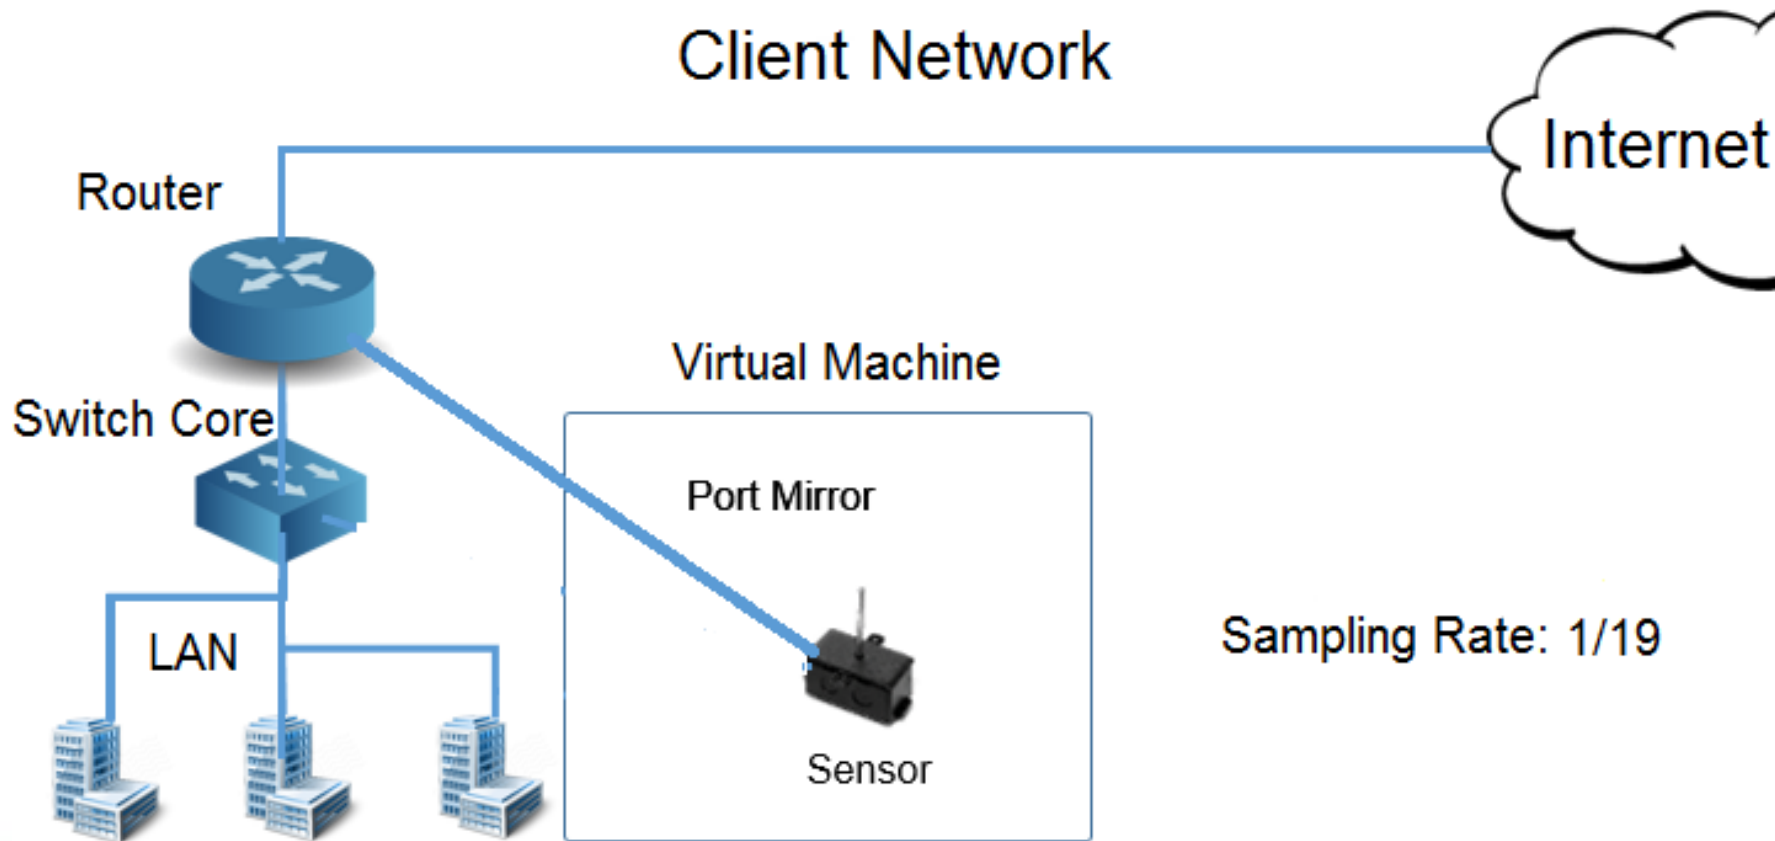 Client Network
Internet
Router
Virtual Machine
Switch Core
Port Mirror
Sampling Rate: 1/19
LAN
Sensor